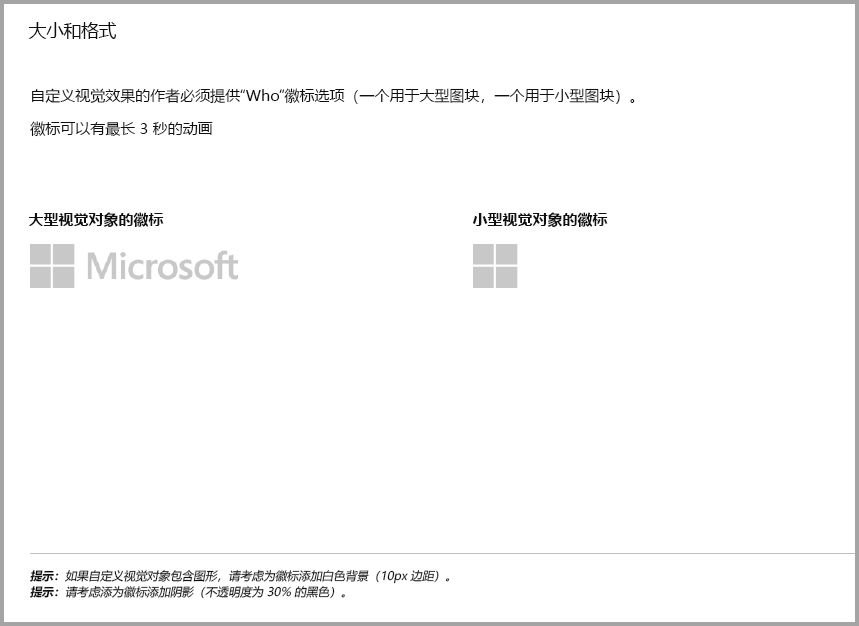 大小和格式
自定义视觉效果的作者必须提供“Who”徽标选项（一个用于大型图块，一个用于小型图块）。
徽标可以有最长 3 秒的动画
大型视觉对象的徽标
Microsoft
小型视觉对象的徽标
提示：如果自定义视觉对象包含图形，请考虑为徽标添加白色背景（10px 边距）。
提示：请考虑添为徽标添加阴影（不透明度为 30% 的黑色）。